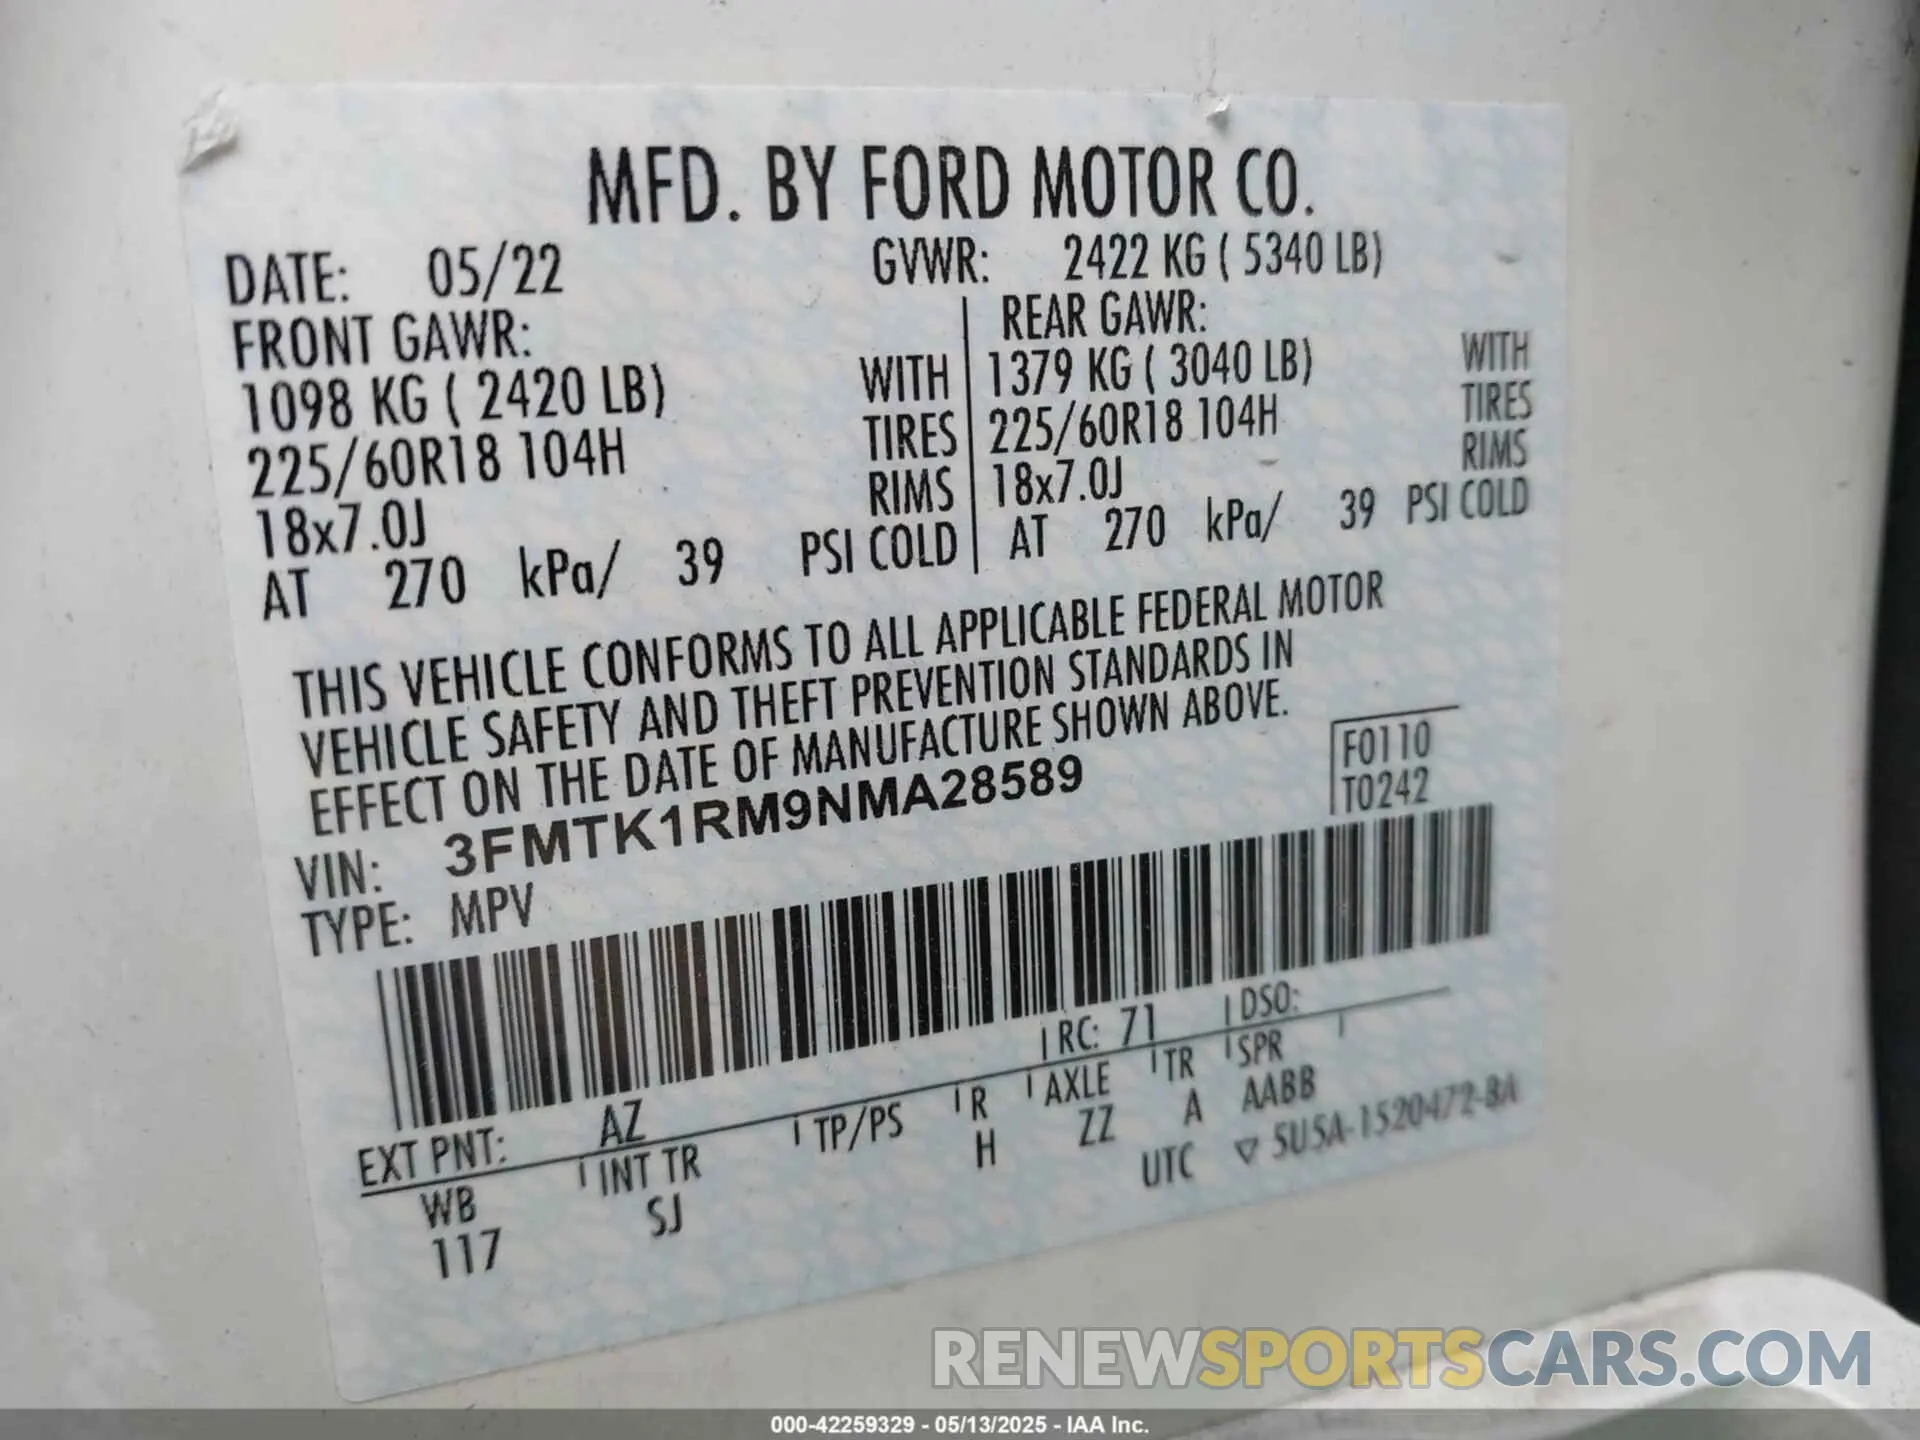 MFD. BY FORD MOTOR CO.
DATE: 05/22 GVWR: 2422 KG ( 5340 LB)
FRONT GAWR: REAR GAWR:
1098 KG ( 2420 LB) WITH 1379 KG ( 3040 LB) WITH
225/60R18 104H TIRES 225/60R18 104H TIRES
18x7.0J RIMS 18x7.0J RIMS
AT 270 kPa/ 39 PSI COLD AT 270 kPa/ 39 PSI COLD
THIS VEHICLE CONFORMS TO ALL APPLICABLE FEDERAL MOTOR
VEHICLE SAFETY AND THEFT PREVENTION STANDARDS IN
EFFECT ON THE DATE OF MANUFACTURE SHOWN ABOVE.
VIN: 3FMTK1RM9NMA28589 F0110
TYPE: MPV T0242
EXT PNT: AZ RC: 71 DSO:
WB INT TR TP/PS R AXLE TR SPR
117 SJ H ZZ A AABB
UTC ▽ 5U5A-1520472-BA
RENEWSPORTSCARS.COM
000-42259329 - 05/13/2025 - IAA Inc.